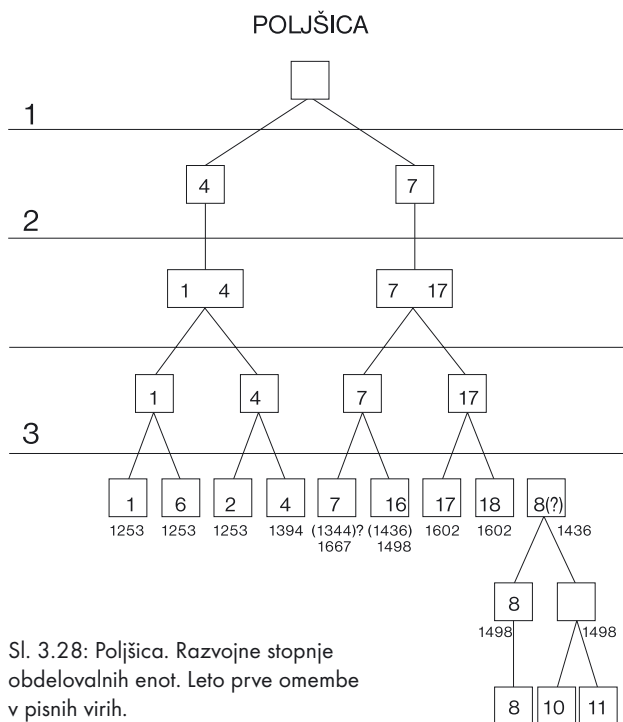 POLJŠICA
1
4 7
2
1 4 7 17
1 4 7 17
3
1 6 2 4 7 16 17 18 8(?)
1253 1253 1253 1394 (1344)? (1436) 1602 1602 1436
1667 1498
8
1498 1498
8 10 11
Sl. 3.28: Poljšica. Razvojne stopnje
obdelovalnih enot. Leto prve omembe
v pisnih virih.